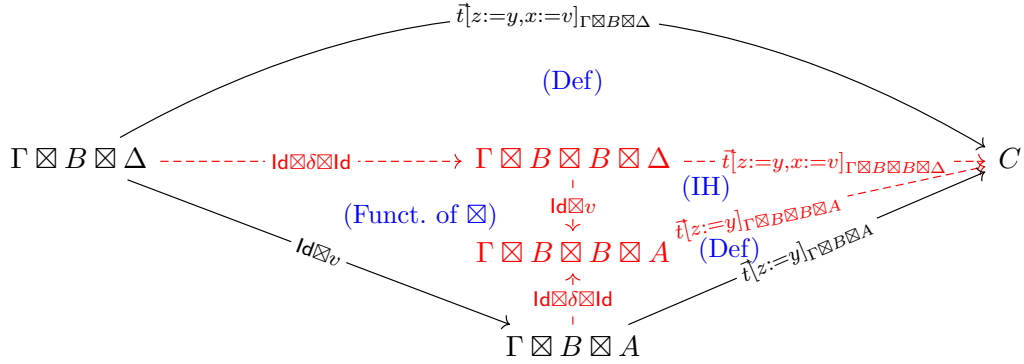 t⃗[z:=y,x:=v]_{Γ⊠B⊠Δ}
(Def)
Γ ⊠ B ⊠ Δ
Id⊠δ⊠Id
Γ ⊠ B ⊠ B ⊠ Δ
t⃗[z:=y,x:=v]_{Γ⊠B⊠B⊠Δ}
C
(IH)
Id⊠v
(Funct. of ⊠)
t⃗[z:=y]_{Γ⊠B⊠B⊠A}
Id⊠v
Γ ⊠ B ⊠ B ⊠ A
(Def)
t⃗[z:=y]_{Γ⊠B⊠A}
Id⊠δ⊠Id
Γ ⊠ B ⊠ A